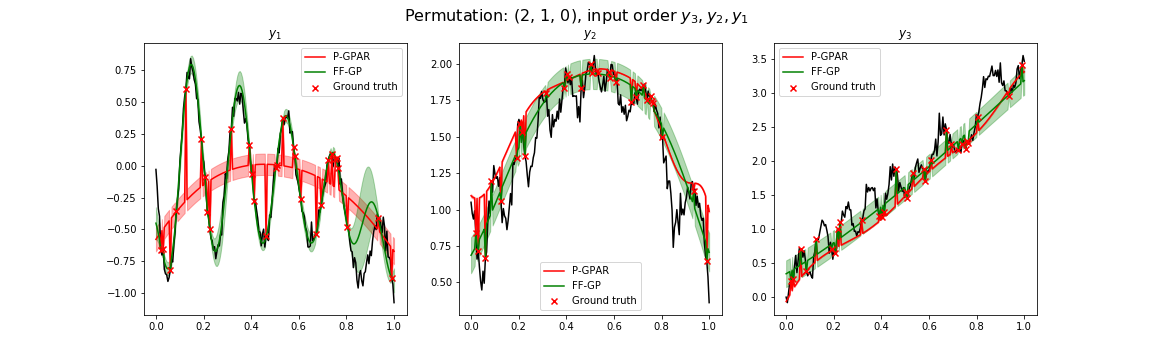 Permutation: (2, 1, 0), input order y₃, y₂, y₁
y₁
P-GPAR
FF-GP
Ground truth
0.75
0.50
0.25
0.00
−0.25
−0.50
−0.75
−1.00
0.0 0.2 0.4 0.6 0.8 1.0
y₂
2.00
1.75
1.50
1.25
1.00
0.75
0.50
P-GPAR
FF-GP
Ground truth
0.0 0.2 0.4 0.6 0.8 1.0
y₃
P-GPAR
FF-GP
Ground truth
3.5
3.0
2.5
2.0
1.5
1.0
0.5
0.0
0.0 0.2 0.4 0.6 0.8 1.0